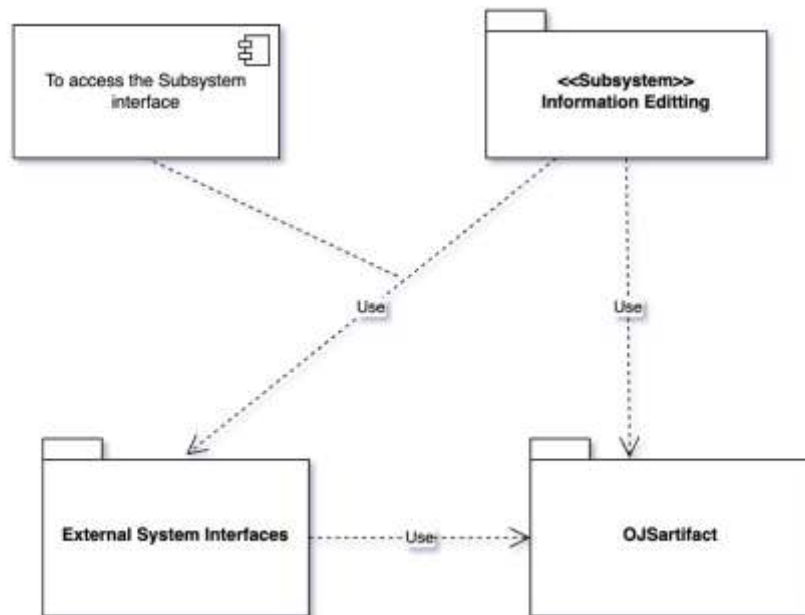 To access the Subsystem
interface
<<Subsystem>>
Information Editting
Use
Use
External System Interfaces
Use
OJSartifact